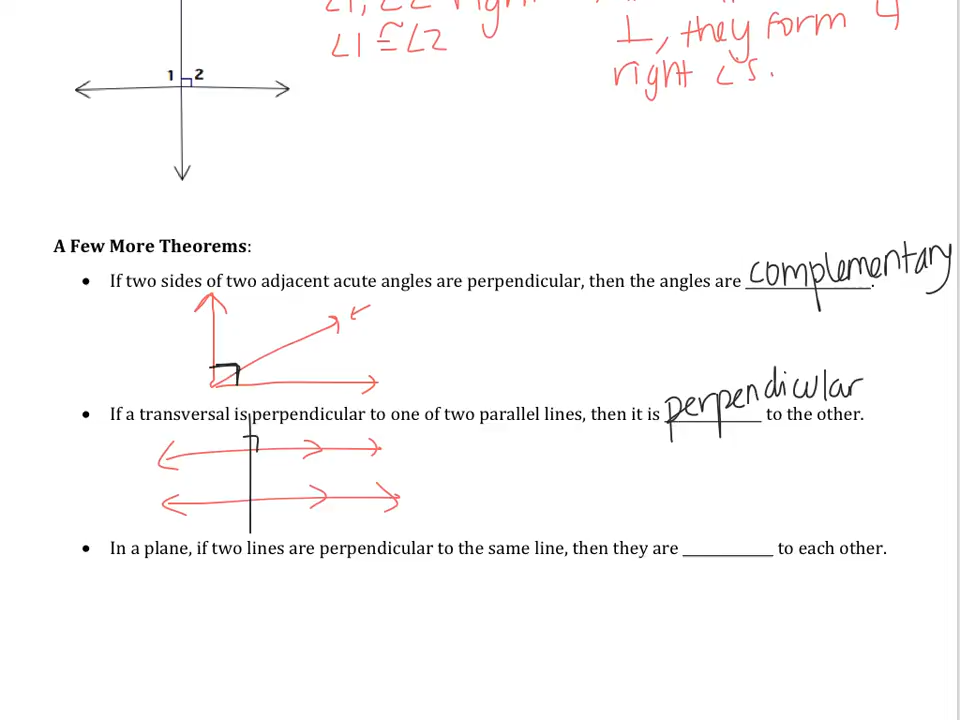 ∠1, ∠2 right
∠1 ≅ ∠2
⊥, they form 4
right ∠s.
1 2
A Few More Theorems:
• If two sides of two adjacent acute angles are perpendicular, then the angles are complementary.
• If a transversal is perpendicular to one of two parallel lines, then it is perpendicular to the other.
• In a plane, if two lines are perpendicular to the same line, then they are ___________ to each other.